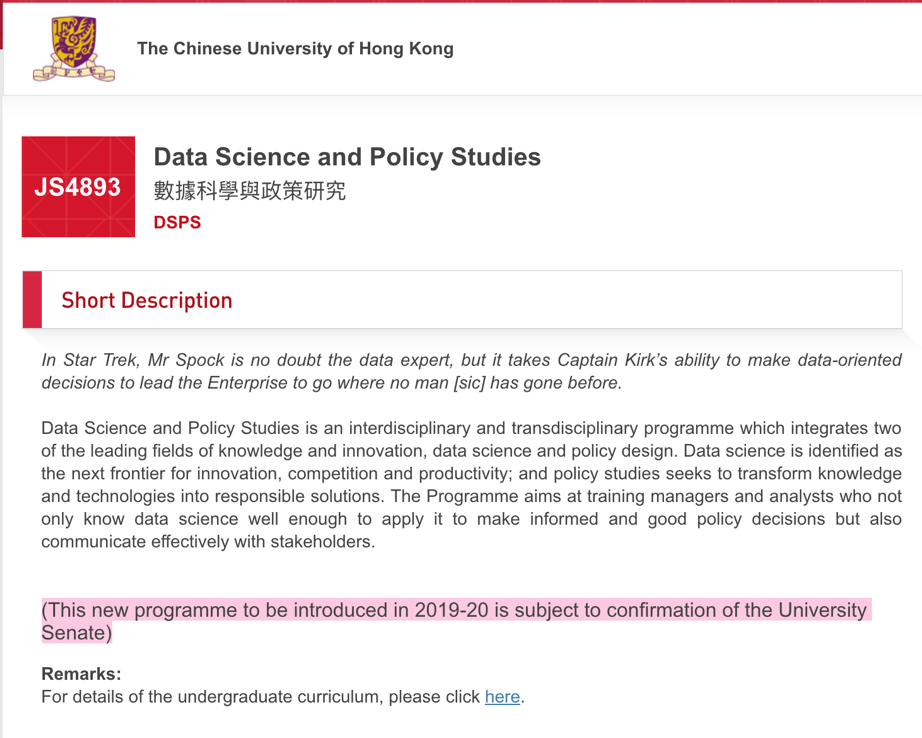 The Chinese University of Hong Kong
JS4893
Data Science and Policy Studies
數據科學與政策研究
DSPS
Short Description
In Star Trek, Mr Spock is no doubt the data expert, but it takes Captain Kirk's ability to make data-oriented
decisions to lead the Enterprise to go where no man [sic] has gone before.
Data Science and Policy Studies is an interdisciplinary and transdisciplinary programme which integrates two
of the leading fields of knowledge and innovation, data science and policy design. Data science is identified as
the next frontier for innovation, competition and productivity; and policy studies seeks to transform knowledge
and technologies into responsible solutions. The Programme aims at training managers and analysts who not
only know data science well enough to apply it to make informed and good policy decisions but also
communicate effectively with stakeholders.
(This new programme to be introduced in 2019-20 is subject to confirmation of the University
Senate)
Remarks:
For details of the undergraduate curriculum, please click here.